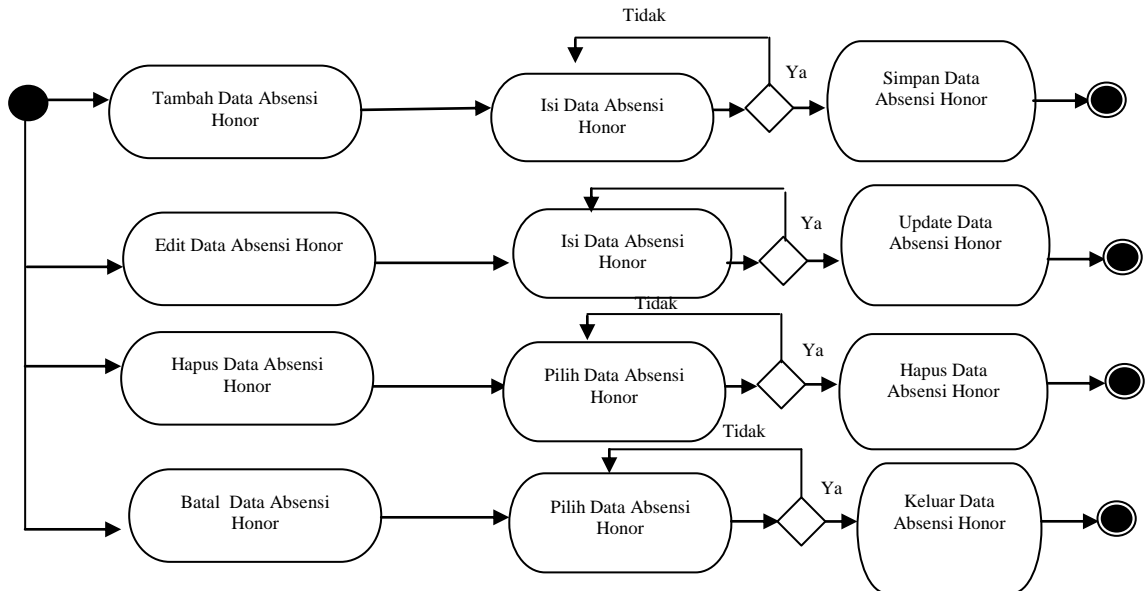 Tidak
Tambah Data Absensi
Honor
Isi Data Absensi
Honor
Ya
Simpan Data
Absensi Honor
Edit Data Absensi Honor
Isi Data Absensi
Honor
Ya
Update Data
Absensi Honor
Tidak
Hapus Data Absensi
Honor
Pilih Data Absensi
Honor
Ya
Hapus Data
Absensi Honor
Tidak
Batal Data Absensi
Honor
Pilih Data Absensi
Honor
Ya
Keluar Data
Absensi Honor